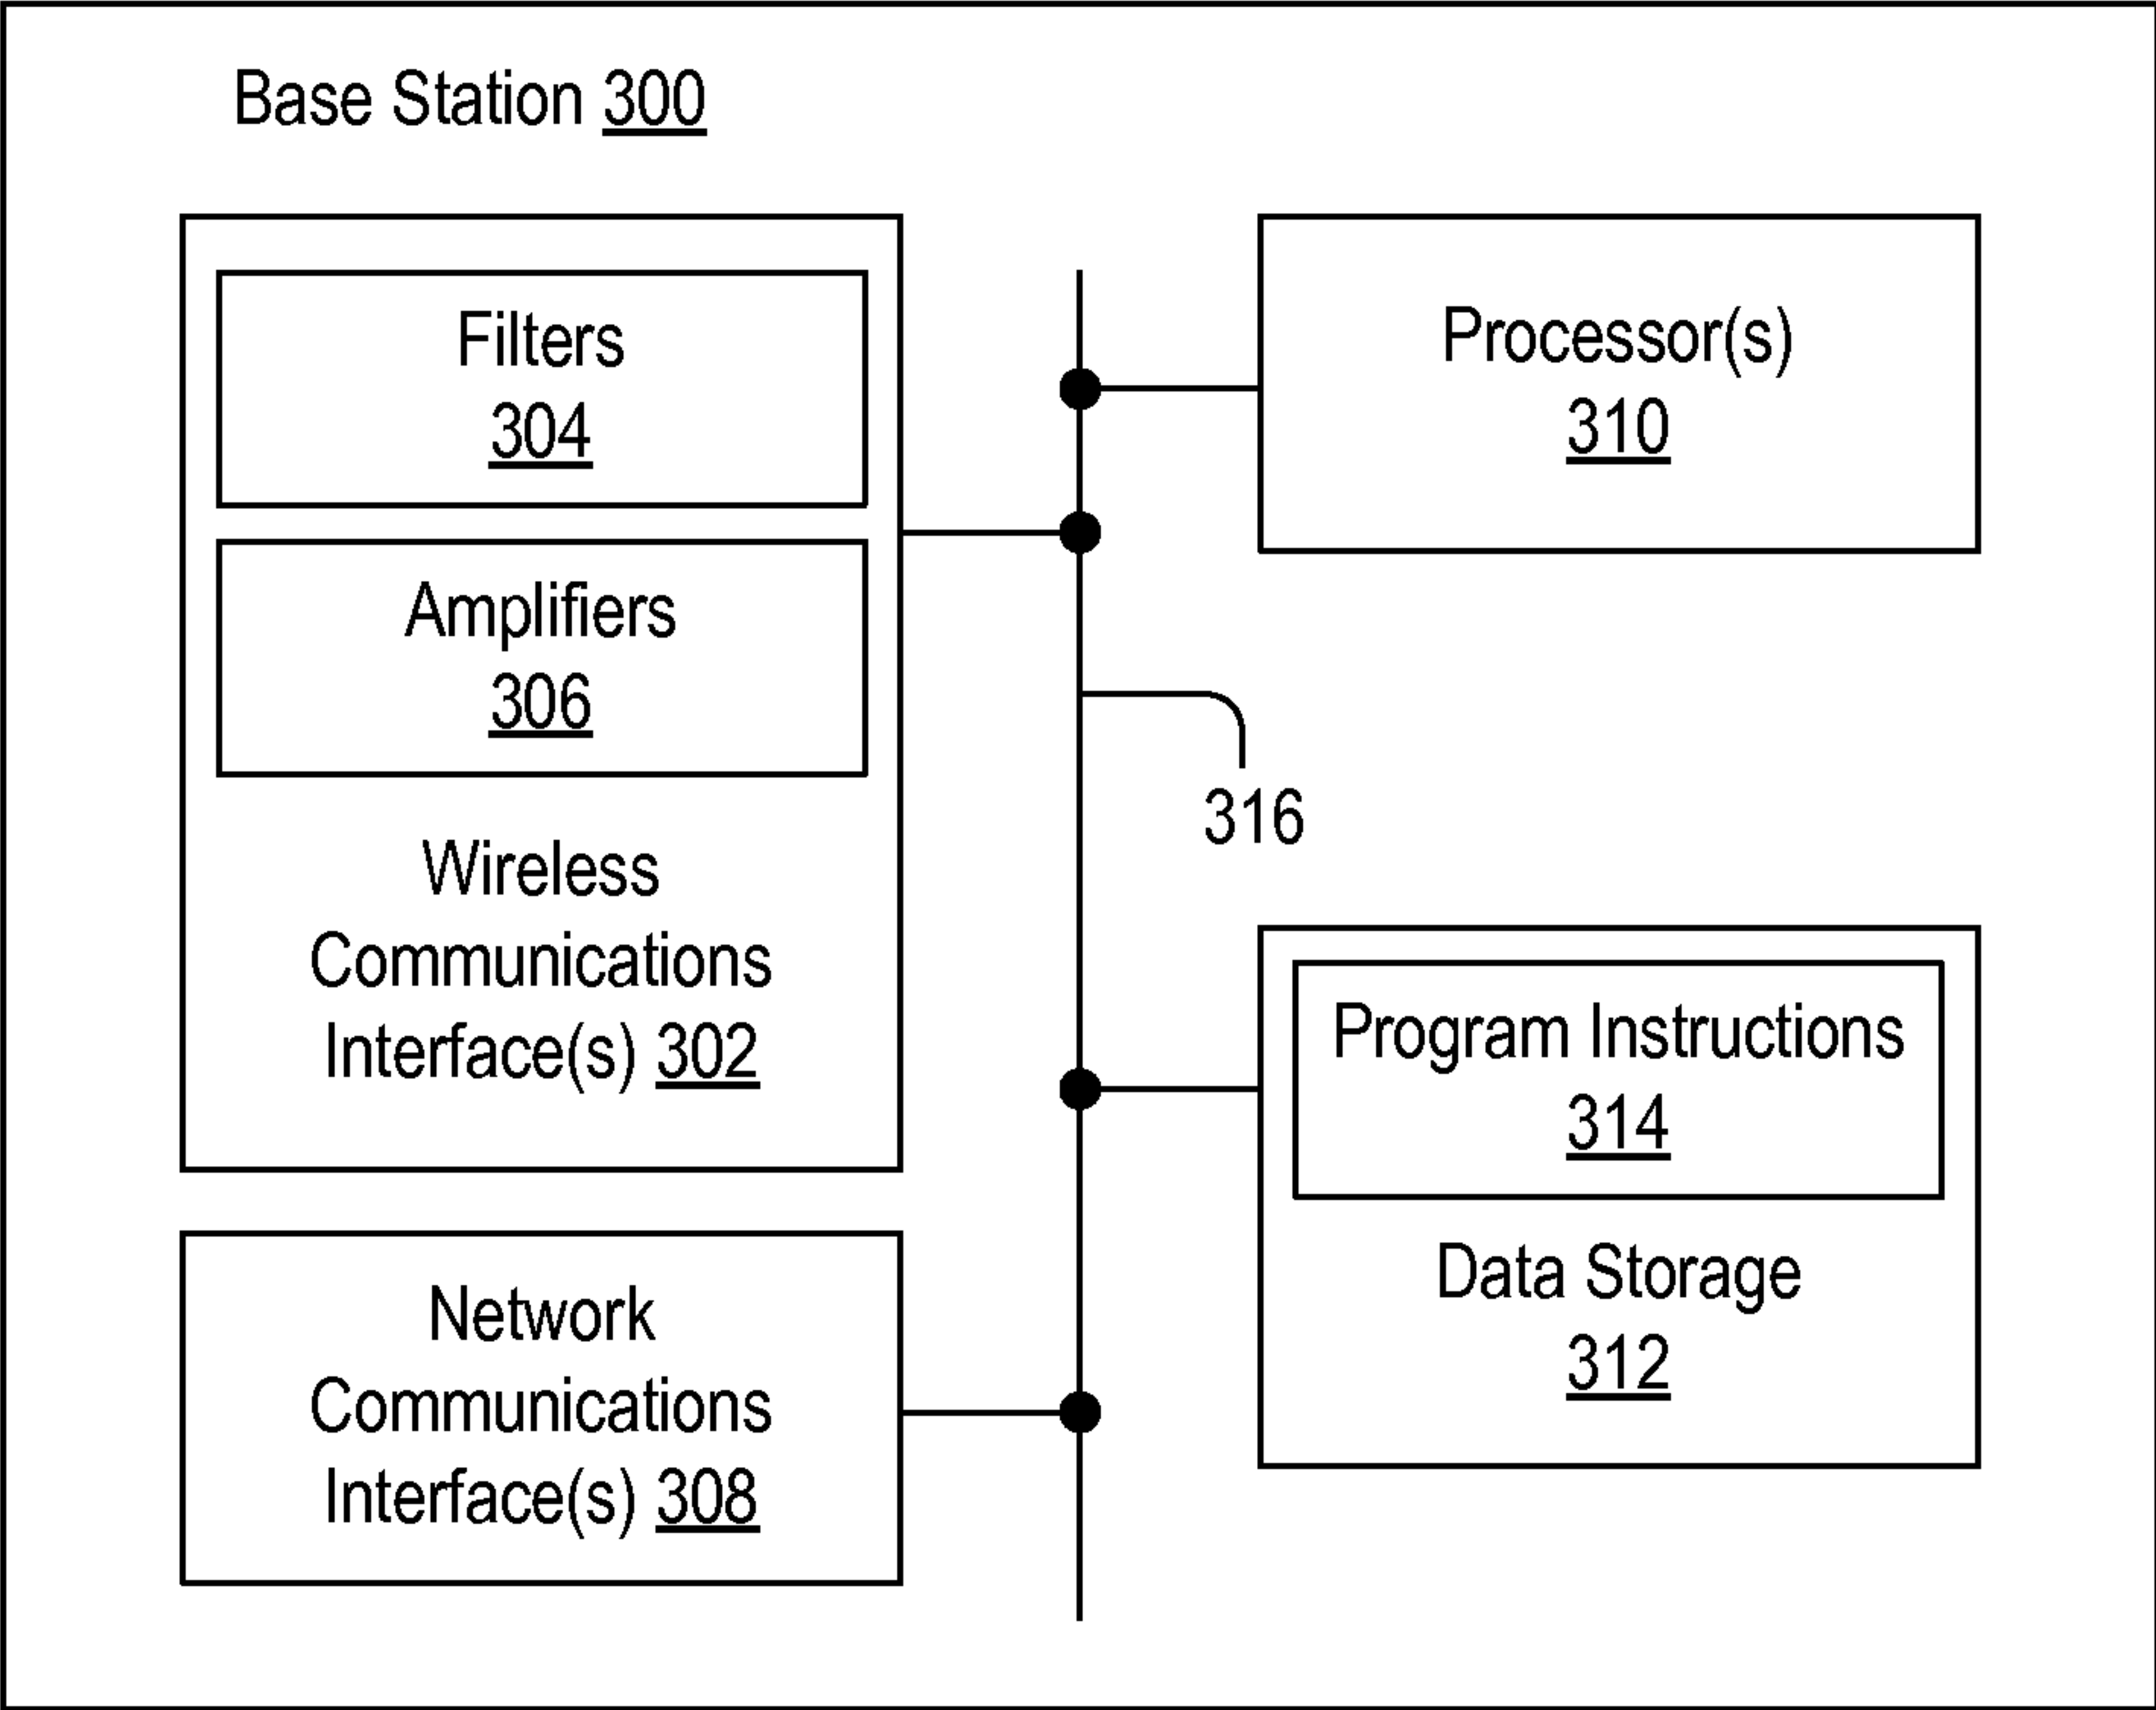 Base Station 300
Filters
304
Amplifiers
306
Wireless
Communications
Interface(s) 302
Network
Communications
Interface(s) 308
Processor(s)
310
316
Program Instructions
314
Data Storage
312